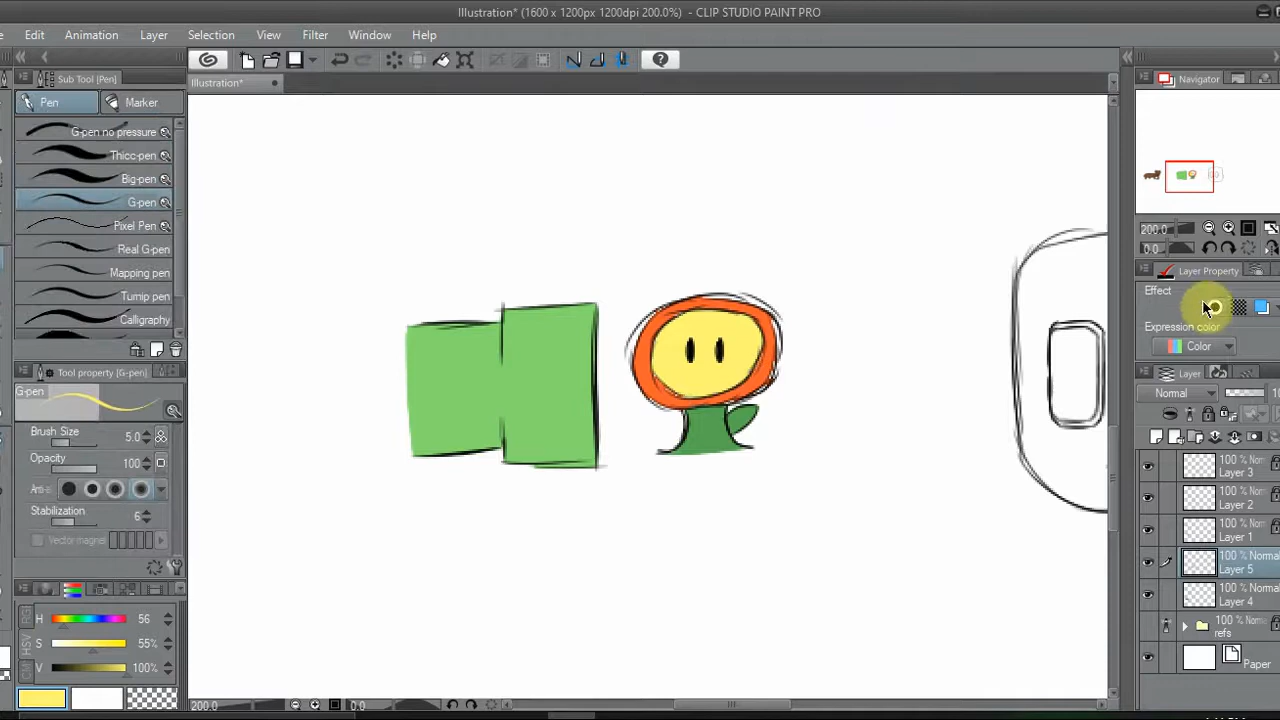 Illustration* (1600 x 1200px 1200dpi 200.0%) - CLIP STUDIO PAINT PRO
Edit Animation Layer Selection View Filter Window Help
Sub Tool [Pen]
Illustration*
Navigator
Pen Marker
G-pen no pressure
Thicc-pen
Big-pen
G-pen
Pixel Pen
Real G-pen
Mapping pen
Turnip pen
Calligraphy
200.0
0.0
Layer Property
Effect
Expression color
Color
Tool property [G-pen]
G-pen
Layer
Normal
Brush Size 5.0
Opacity 100
Stabilization 6
Vector magnet
100 % Norm
Layer 3
100 % Norm
Layer 2
100 % Norm
Layer 1
100 % Normal
Layer 5
100 % Normal
Layer 4
100 % Norm
refs
Paper
H 56
S 55%
V 100%
200.0 0.0